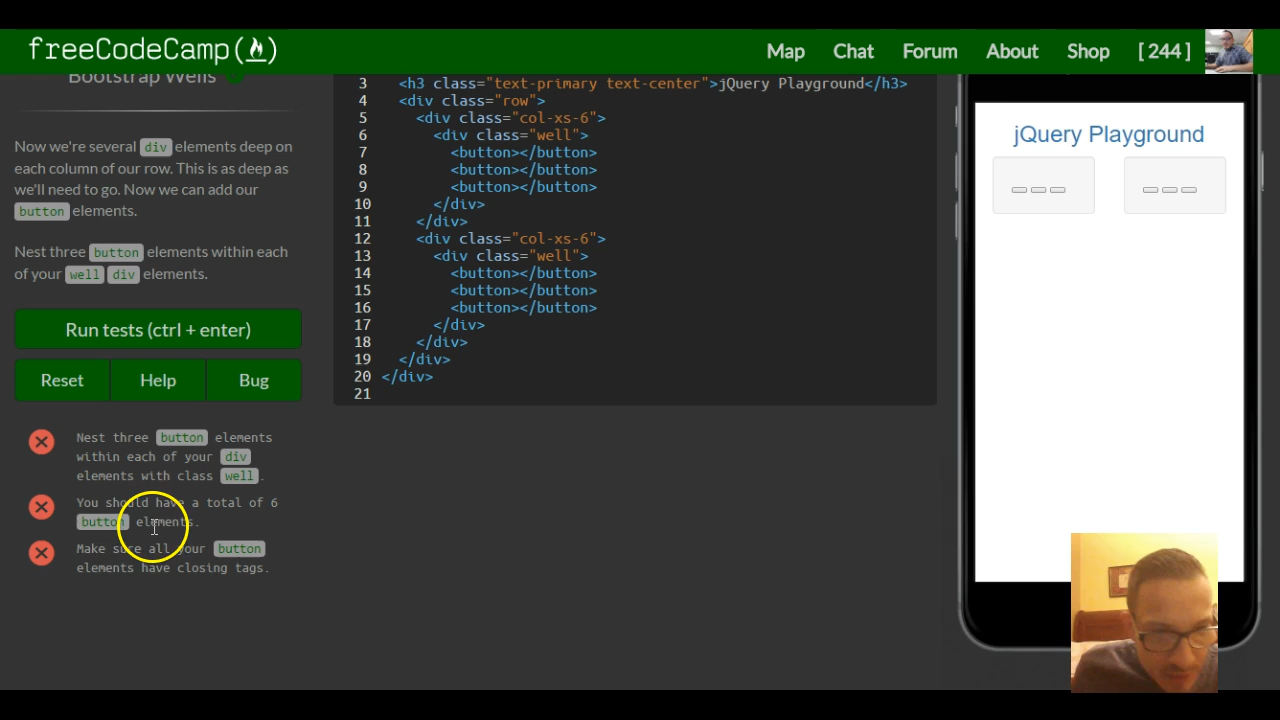 freeCodeCamp
Map Chat Forum About Shop [ 244 ]
Bootstrap Wells
Now we're several div elements deep on
each column of our row. This is as deep as
we'll need to go. Now we can add our
button elements.
Nest three button elements within each
of your well div elements.
Run tests (ctrl + enter)
Reset Help Bug
Nest three button elements
within each of your div
elements with class well.
You should have a total of 6
button elements.
Make sure all your button
elements have closing tags.
3 <h3 class="text-primary text-center">jQuery Playground</h3>
4 <div class="row">
5 <div class="col-xs-6">
6 <div class="well">
7 <button></button>
8 <button></button>
9 <button></button>
10 </div>
11 </div>
12 <div class="col-xs-6">
13 <div class="well">
14 <button></button>
15 <button></button>
16 <button></button>
17 </div>
18 </div>
19 </div>
20 </div>
21
jQuery Playground